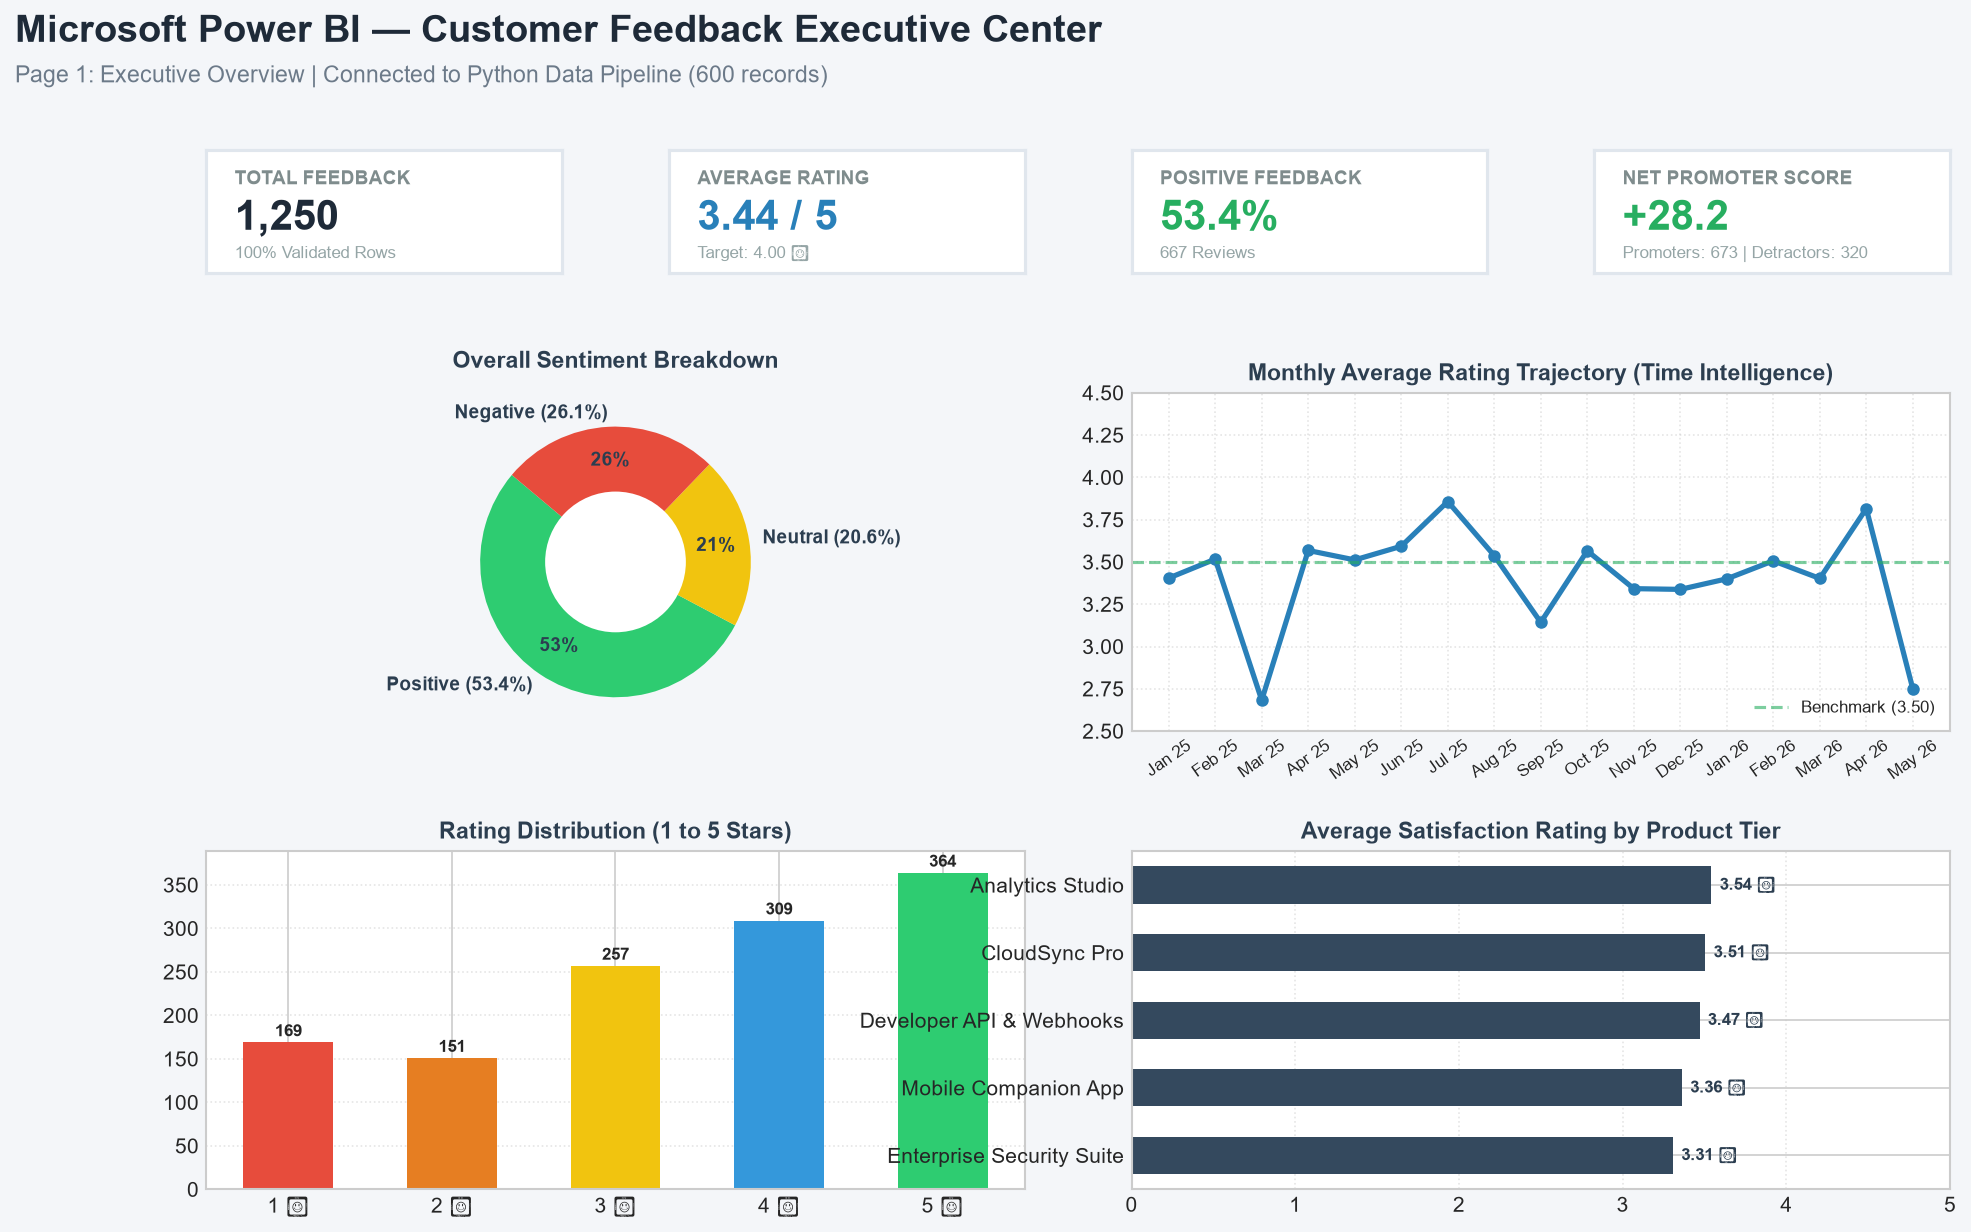 Microsoft Power BI — Customer Feedback Executive Center
Page 1: Executive Overview | Connected to Python Data Pipeline (600 records)
TOTAL FEEDBACK
1,250
100% Validated Rows
AVERAGE RATING
3.44 / 5
Target: 4.00
POSITIVE FEEDBACK
53.4%
667 Reviews
NET PROMOTER SCORE
+28.2
Promoters: 673 | Detractors: 320
Overall Sentiment Breakdown
Negative (26.1%)
26%
Neutral (20.6%)
21%
53%
Positive (53.4%)
Monthly Average Rating Trajectory (Time Intelligence)
4.50
4.25
4.00
3.75
3.50
3.25
3.00
2.75
2.50
Benchmark (3.50)
Jan 25
Feb 25
Mar 25
Apr 25
May 25
Jun 25
Jul 25
Aug 25
Sep 25
Oct 25
Nov 25
Dec 25
Jan 26
Feb 26
Mar 26
Apr 26
May 26
Rating Distribution (1 to 5 Stars)
350
300
250
200
150
100
50
0
169
151
257
309
364
1
2
3
4
5
Average Satisfaction Rating by Product Tier
Analytics Studio
3.54
CloudSync Pro
3.51
Developer API & Webhooks
3.47
Mobile Companion App
3.36
Enterprise Security Suite
3.31
0
1
2
3
4
5